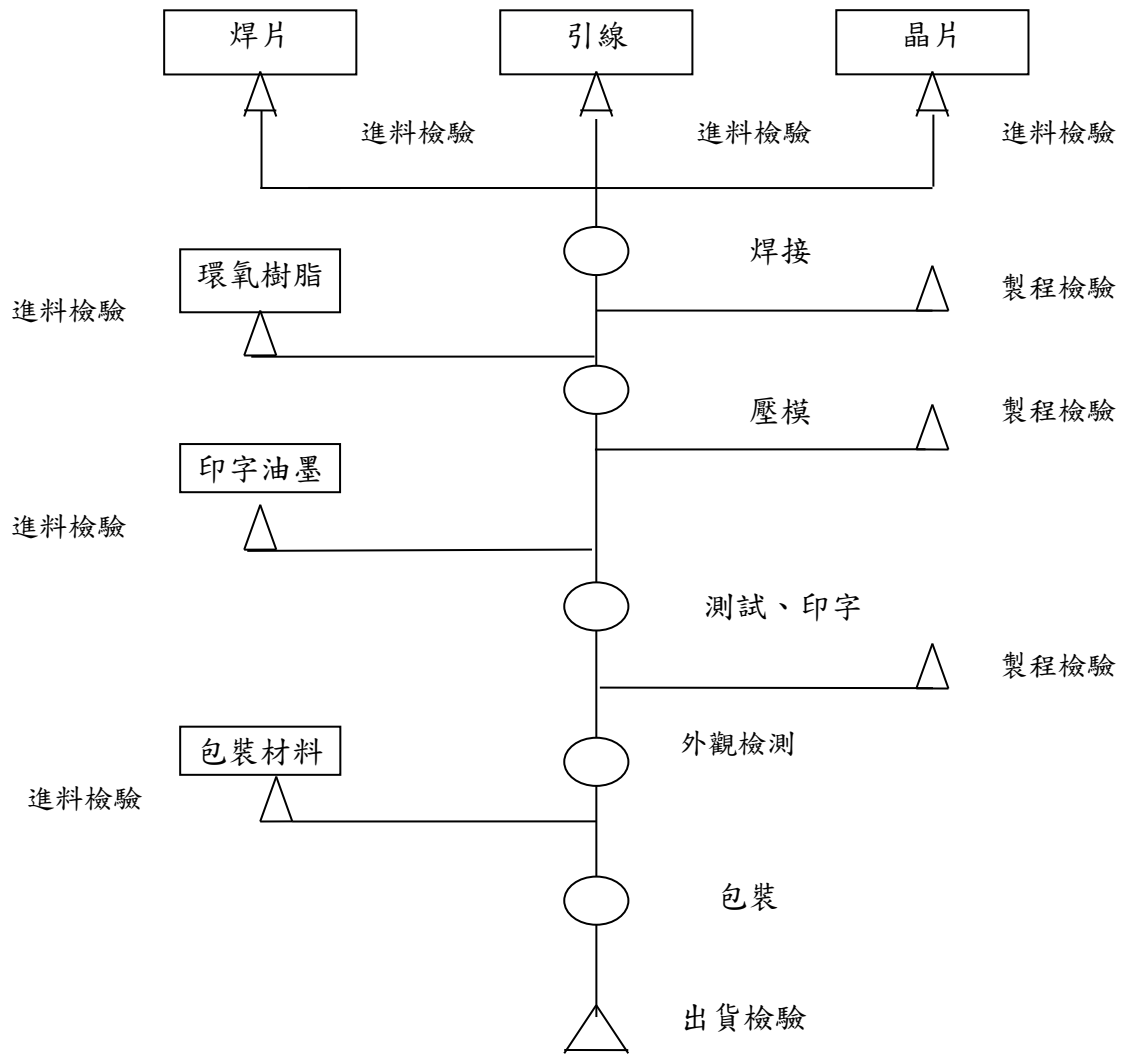 焊片
引線
晶片
進料檢驗
進料檢驗
進料檢驗
焊接
環氧樹脂
製程檢驗
進料檢驗
壓模
製程檢驗
印字油墨
進料檢驗
測試、印字
製程檢驗
外觀檢測
包裝材料
進料檢驗
包裝
出貨檢驗